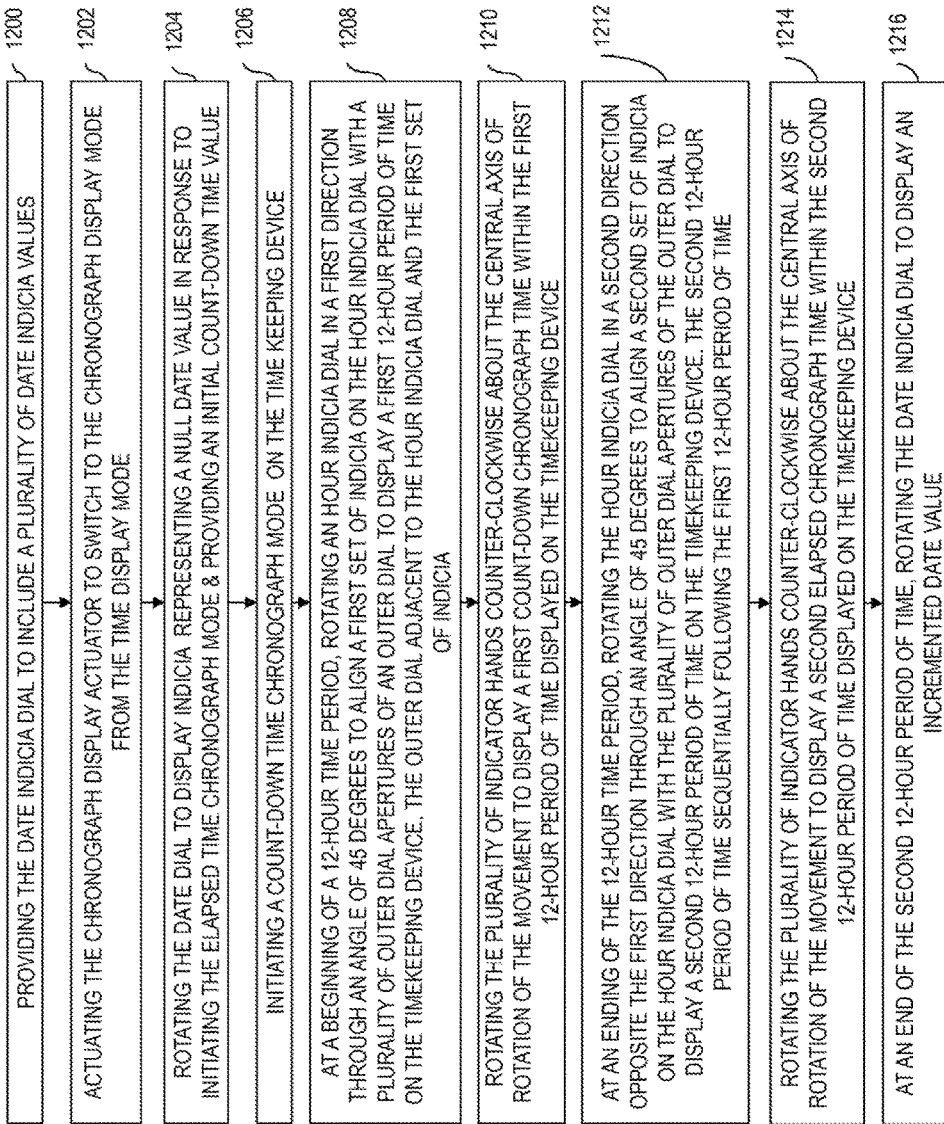 PROVIDING THE DATE INDICIA DIAL TO INCLUDE A PLURALITY OF DATE INDICIA VALUES
1200
ACTUATING THE CHRONOGRAPH DISPLAY ACTUATOR TO SWITCH TO THE CHRONOGRAPH DISPLAY MODE
FROM THE TIME DISPLAY MODE
1202
ROTATING THE DATE DIAL TO DISPLAY INDICIA REPRESENTING A NULL DATE VALUE IN RESPONSE TO
INITIATING THE ELAPSED TIME CHRONOGRAPH MODE & PROVIDING AN INITIAL COUNT-DOWN TIME VALUE
1204
INITIATING A COUNT-DOWN TIME CHRONOGRAPH MODE ON THE TIME KEEPING DEVICE
1206
AT A BEGINNING OF A 12-HOUR TIME PERIOD, ROTATING AN HOUR INDICIA DIAL IN A FIRST DIRECTION
THROUGH AN ANGLE OF 45 DEGREES TO ALIGN A FIRST SET OF INDICIA ON THE HOUR INDICIA DIAL WITH A
PLURALITY OF OUTER DIAL APERTURES OF AN OUTER DIAL TO DISPLAY A FIRST 12-HOUR PERIOD OF TIME
ON THE TIMEKEEPING DEVICE, THE OUTER DIAL ADJACENT TO THE HOUR INDICIA DIAL AND THE FIRST SET
OF INDICIA
1208
ROTATING THE PLURALITY OF INDICATOR HANDS COUNTER-CLOCKWISE ABOUT THE CENTRAL AXIS OF
ROTATION OF THE MOVEMENT TO DISPLAY A FIRST COUNT-DOWN CHRONOGRAPH TIME WITHIN THE FIRST
12-HOUR PERIOD OF TIME DISPLAYED ON THE TIMEKEEPING DEVICE
1210
AT AN ENDING OF THE 12-HOUR TIME PERIOD, ROTATING THE HOUR INDICIA DIAL IN A SECOND DIRECTION
OPPOSITE THE FIRST DIRECTION THROUGH AN ANGLE OF 45 DEGREES TO ALIGN A SECOND SET OF INDICIA
ON THE HOUR INDICIA DIAL WITH THE PLURALITY OF OUTER DIAL APERTURES OF THE OUTER DIAL TO
DISPLAY A SECOND 12-HOUR PERIOD OF TIME ON THE TIMEKEEPING DEVICE, THE SECOND 12-HOUR
PERIOD OF TIME SEQUENTIALLY FOLLOWING THE FIRST 12-HOUR PERIOD OF TIME
1212
ROTATING THE PLURALITY OF INDICATOR HANDS COUNTER-CLOCKWISE ABOUT THE CENTRAL AXIS OF
ROTATION OF THE MOVEMENT TO DISPLAY A SECOND ELAPSED CHRONOGRAPH TIME WITHIN THE SECOND
12-HOUR PERIOD OF TIME DISPLAYED ON THE TIMEKEEPING DEVICE
1214
AT AN END OF THE SECOND 12-HOUR PERIOD OF TIME, ROTATING THE DATE INDICIA DIAL TO DISPLAY AN
INCREMENTED DATE VALUE
1216